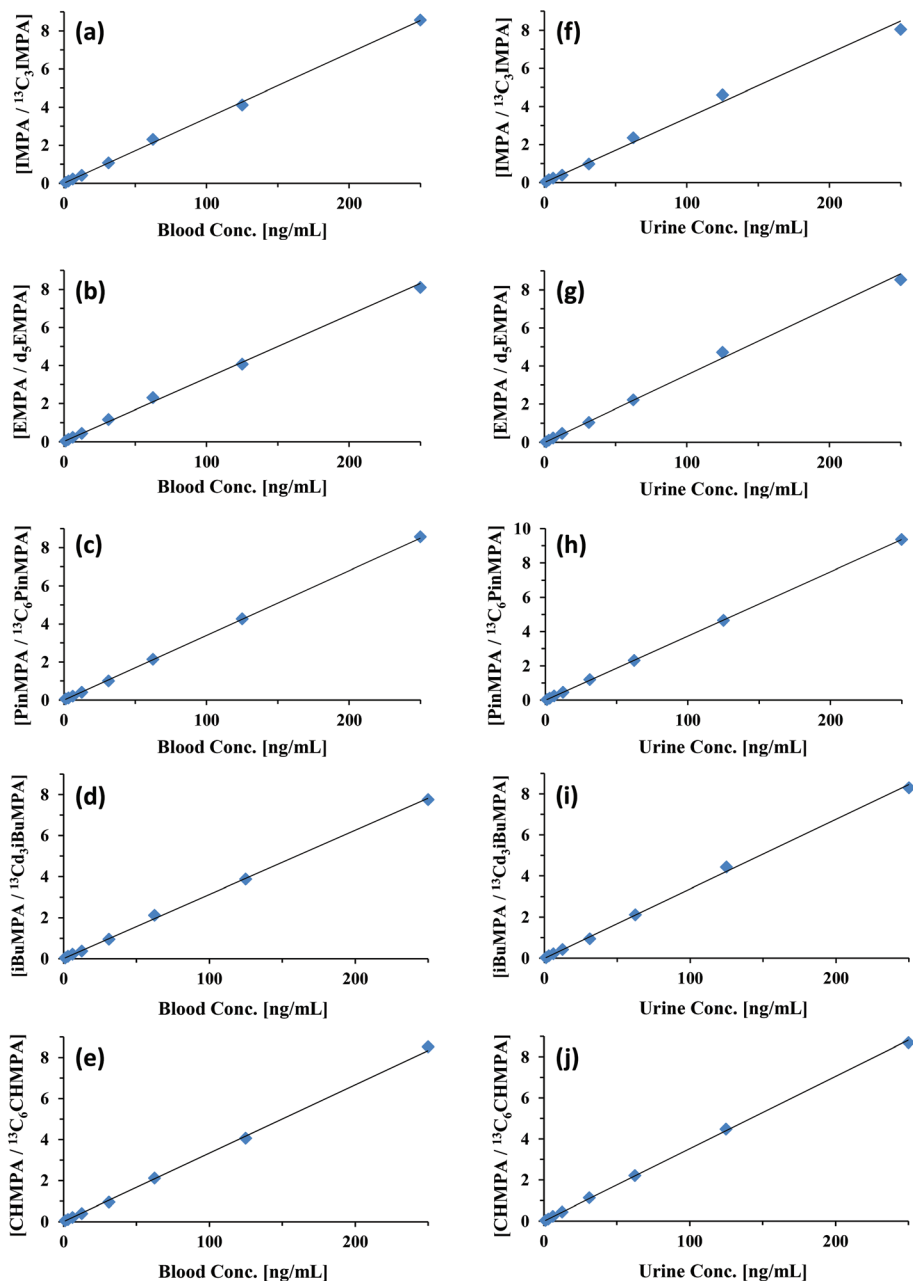 (a)
[IMPA / ¹³C₃IMPA]
8
6
4
2
0
0 100 200
Blood Conc. [ng/mL]
(f)
[IMPA / ¹³C₃IMPA]
8
6
4
2
0
0 100 200
Urine Conc. [ng/mL]
(b)
[EMPA / d₅EMPA]
8
6
4
2
0
0 100 200
Blood Conc. [ng/mL]
(g)
[EMPA / d₅EMPA]
8
6
4
2
0
0 100 200
Urine Conc. [ng/mL]
(c)
[PinMPA / ¹³C₆PinMPA]
8
6
4
2
0
0 100 200
Blood Conc. [ng/mL]
(h)
[PinMPA / ¹³C₆PinMPA]
10
8
6
4
2
0
0 100 200
Urine Conc. [ng/mL]
(d)
[iBuMPA / ¹³Cd₃iBuMPA]
8
6
4
2
0
0 100 200
Blood Conc. [ng/mL]
(i)
[iBuMPA / ¹³Cd₃iBuMPA]
8
6
4
2
0
0 100 200
Urine Conc. [ng/mL]
(e)
[CHMPA / ¹³C₆CHMPA]
8
6
4
2
0
0 100 200
Blood Conc. [ng/mL]
(j)
[CHMPA / ¹³C₆CHMPA]
8
6
4
2
0
0 100 200
Urine Conc. [ng/mL]